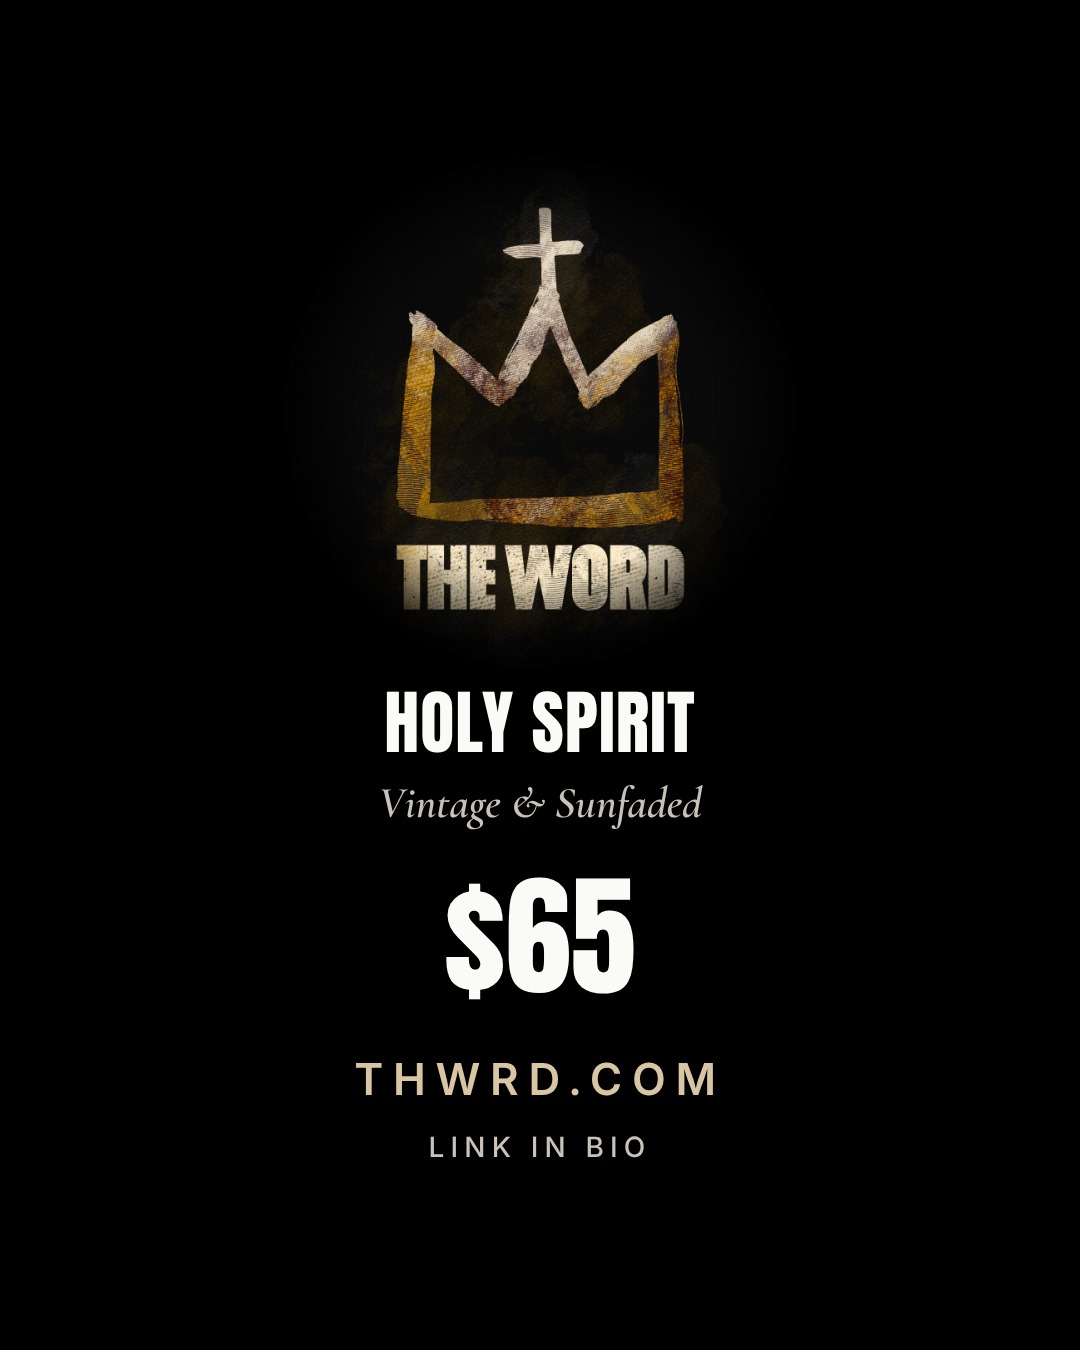 THE WORD
HOLY SPIRIT
Vintage & Sunfaded
$65
THWRD.COM
LINK IN BIO